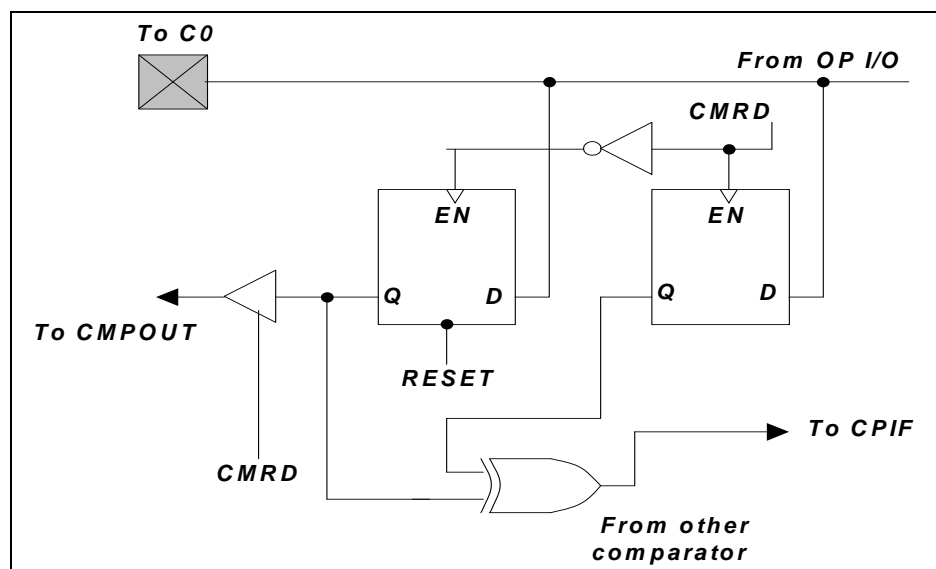 To C0
From OP I/O
CMRD
EN
EN
Q
D
Q
D
To CMPOUT
RESET
To CPIF
CMRD
From other
comparator